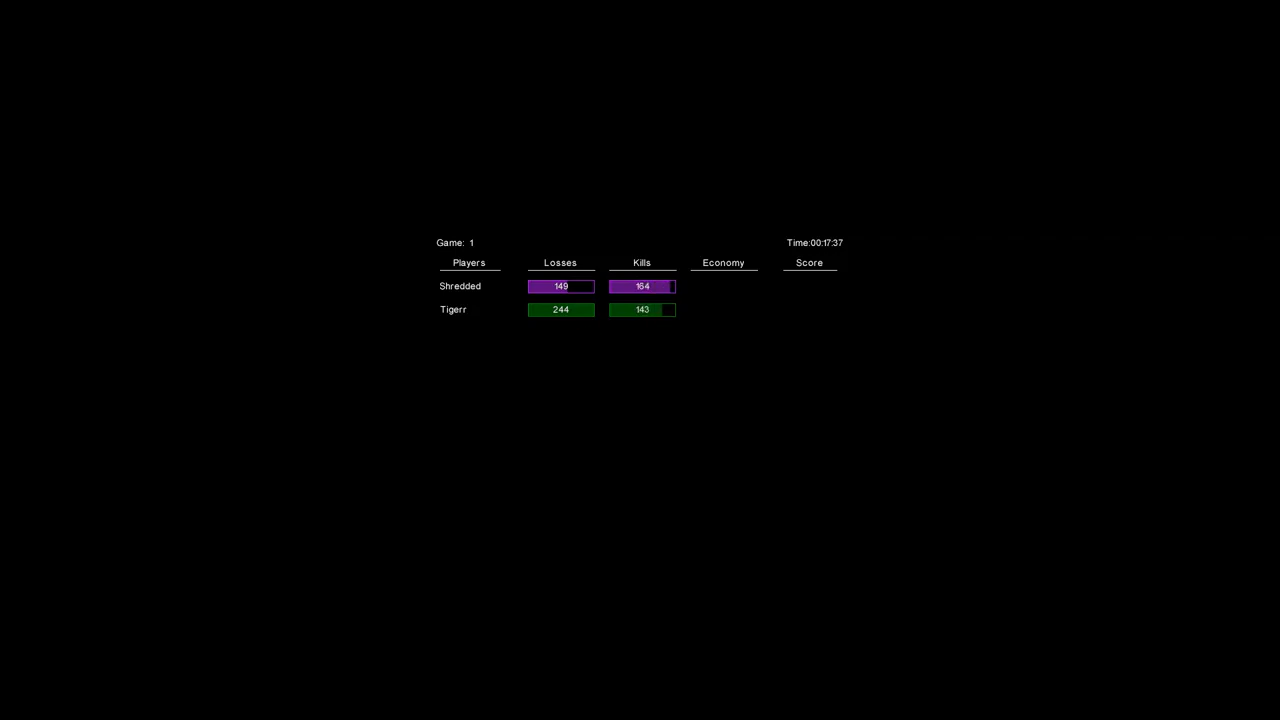 Game: 1 Time:00:17:37
Players Losses Kills Economy Score
Shredded 149 164
Tigerr 244 143